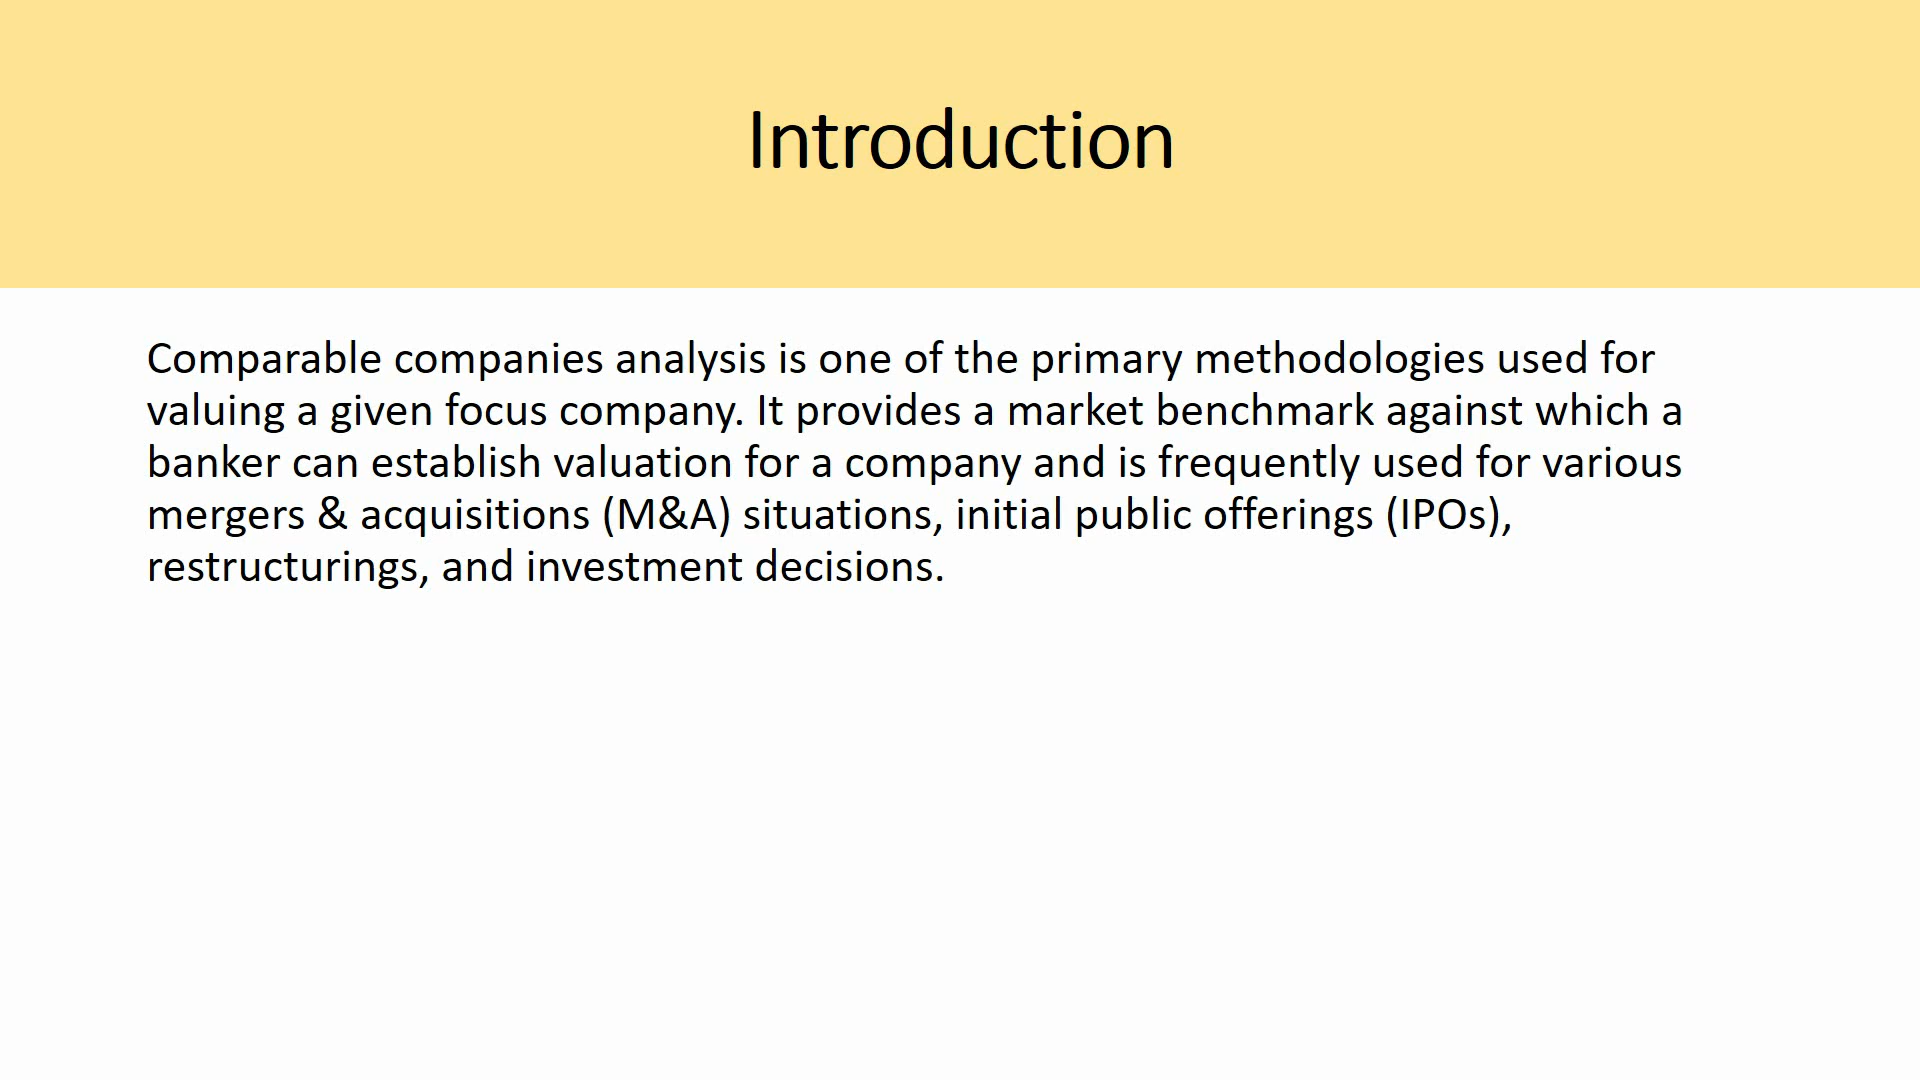 Introduction
Comparable companies analysis is one of the primary methodologies used for
valuing a given focus company. It provides a market benchmark against which a
banker can establish valuation for a company and is frequently used for various
mergers & acquisitions (M&A) situations, initial public offerings (IPOs),
restructurings, and investment decisions.